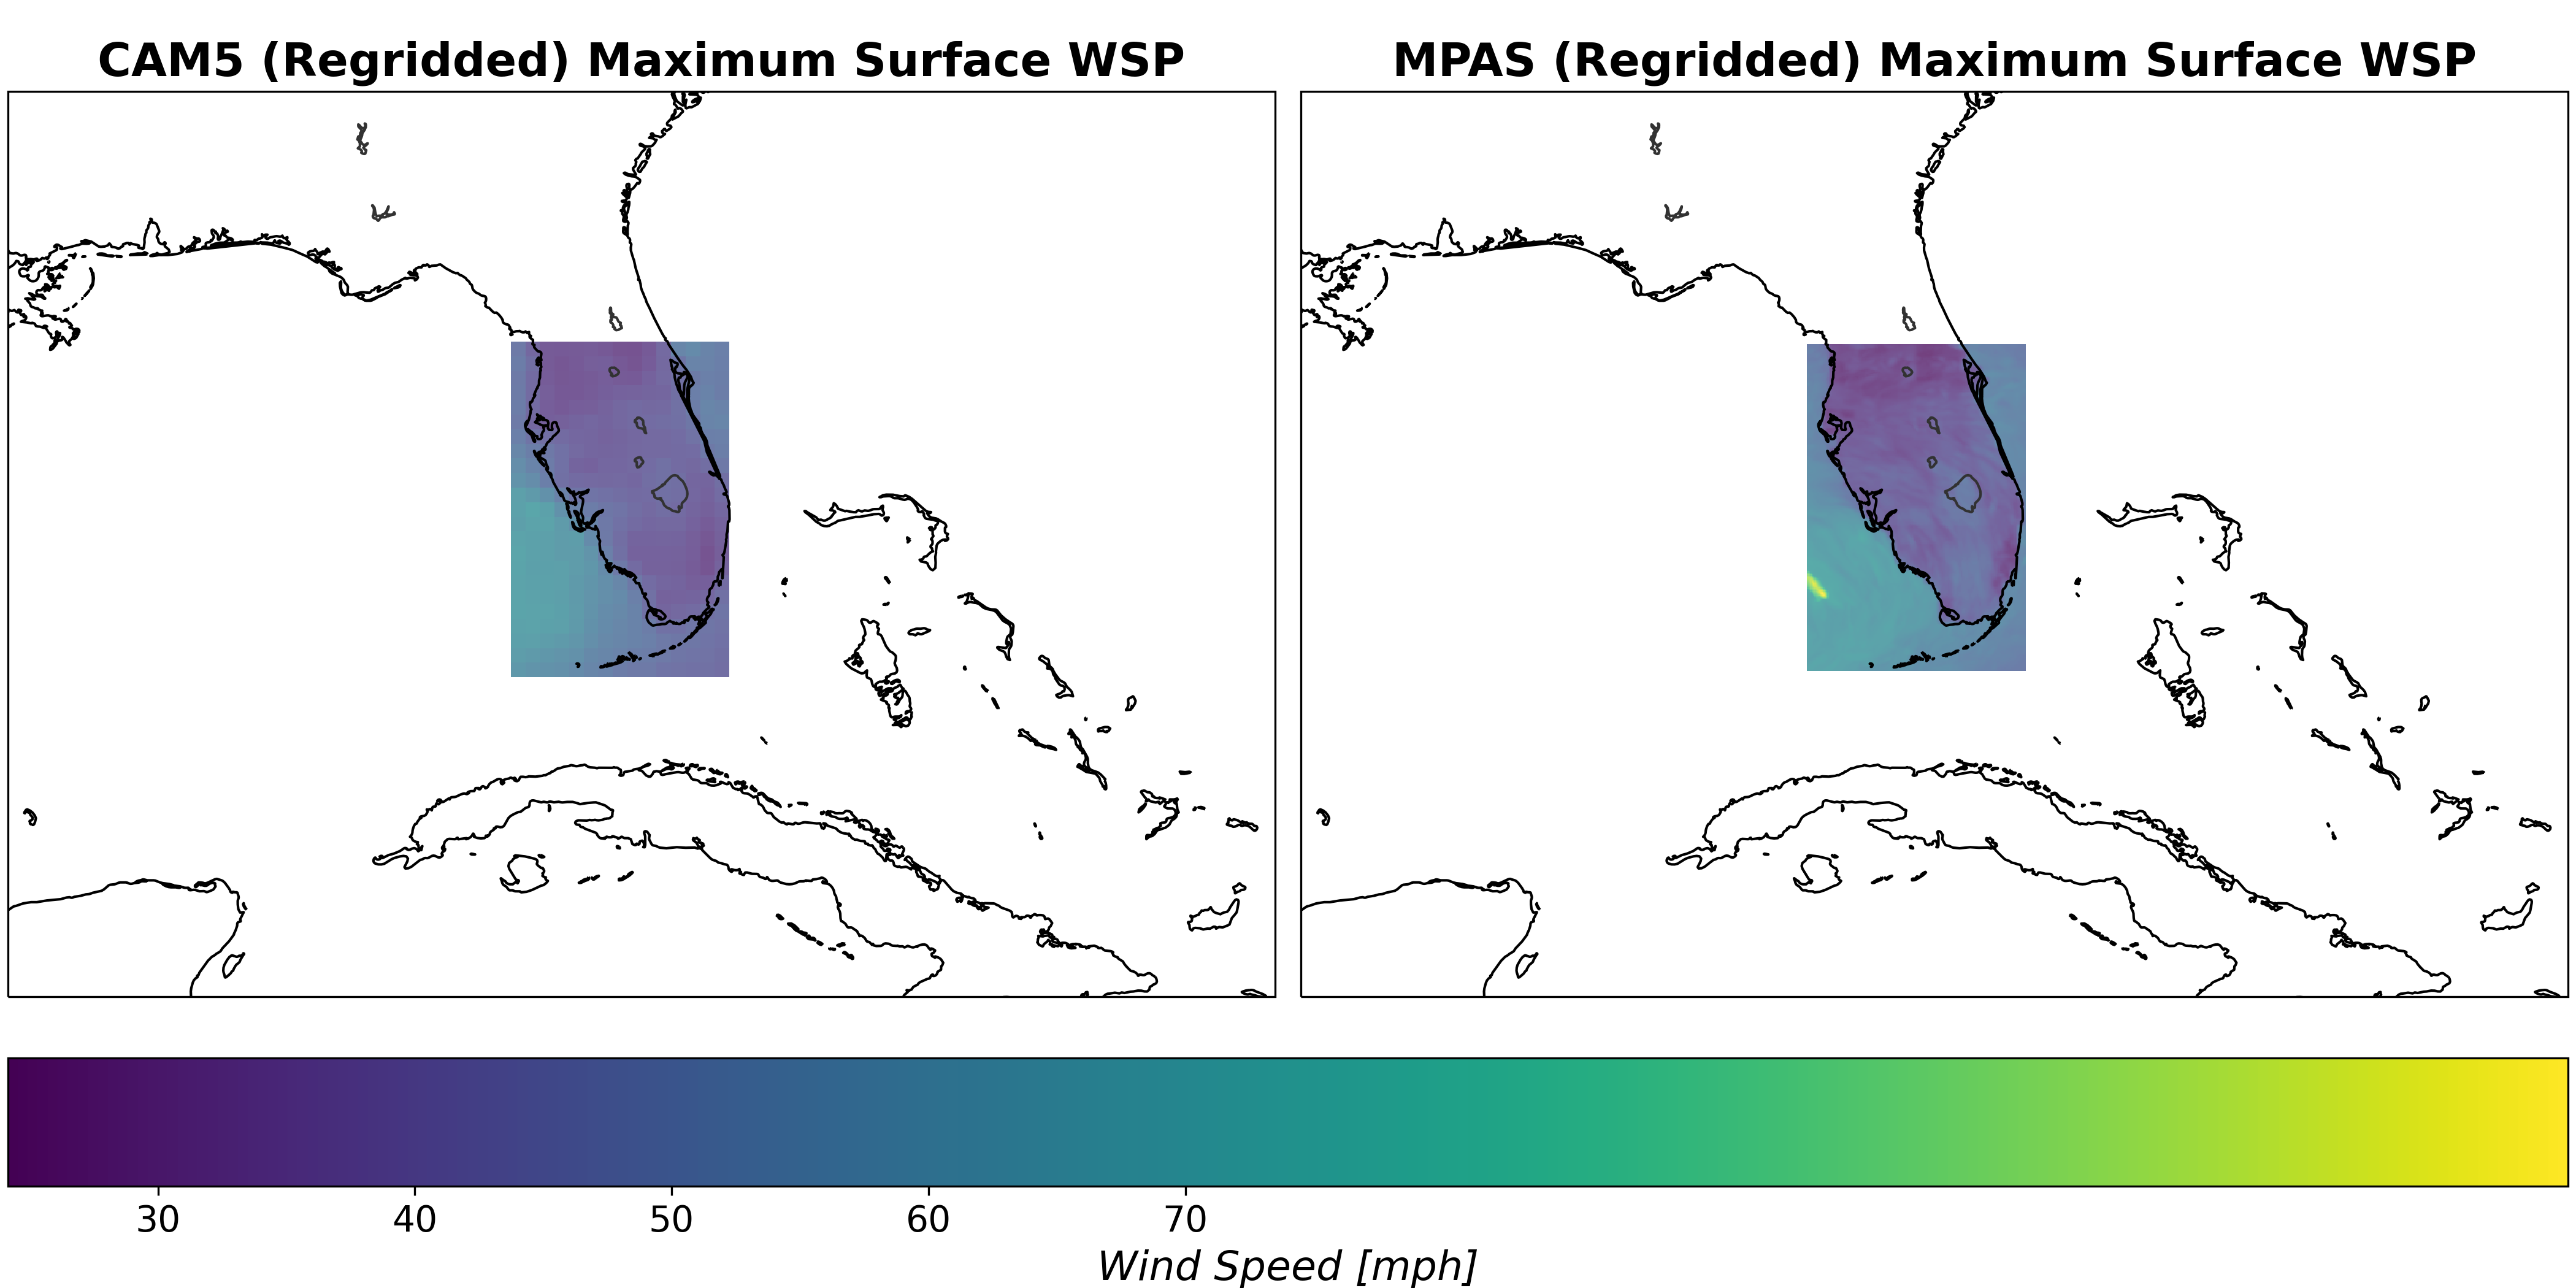 CAM5 (Regridded) Maximum Surface WSP
MPAS (Regridded) Maximum Surface WSP
30 40 50 60 70
Wind Speed [mph]